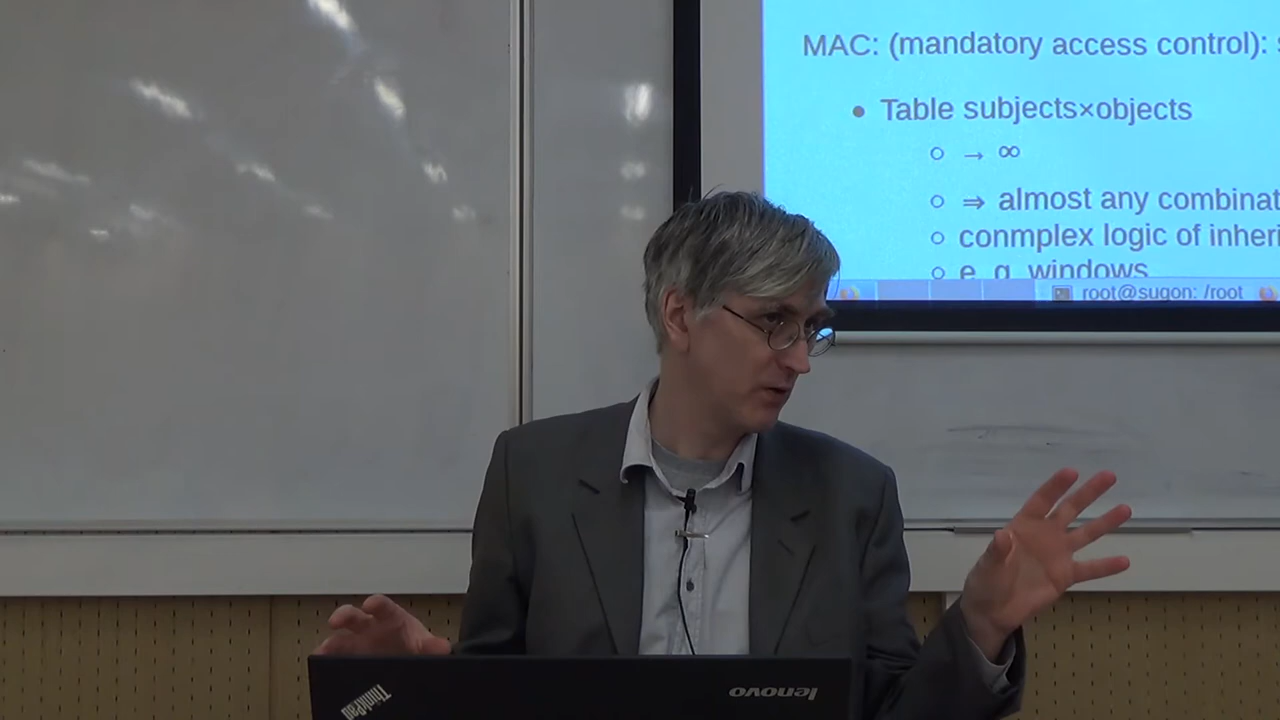 MAC: (mandatory access control):
• Table subjects×objects
○ → ∞
○ ⇒ almost any combinat
○ conmplex logic of inheri
○ e. g. windows
root@sugon: /root
ThinkPad
lenovo